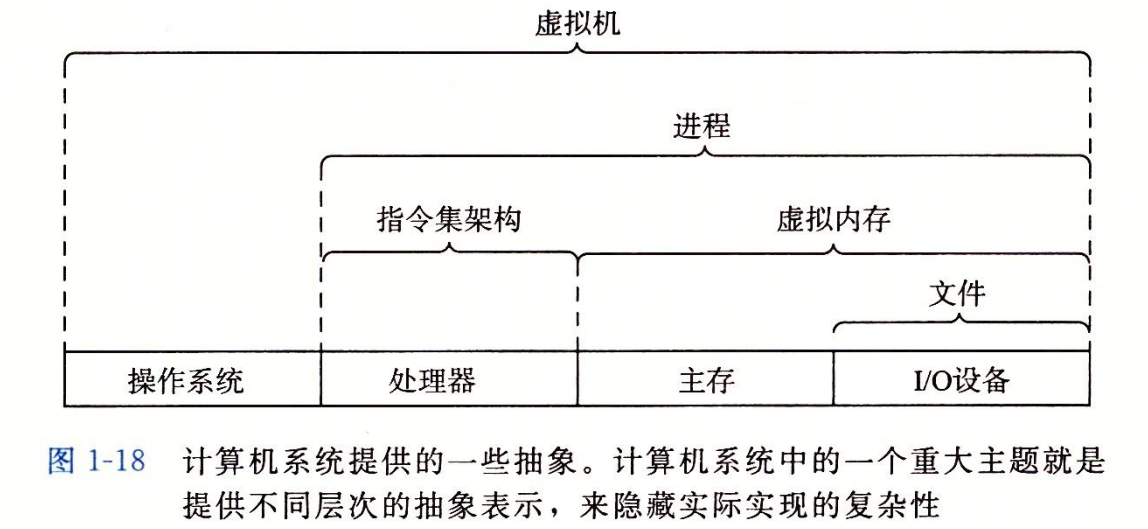 虚拟机
进程
指令集架构
虚拟内存
文件
操作系统
处理器
主存
I/O设备
图 1-18 计算机系统提供的一些抽象。计算机系统中的一个重大主题就是
提供不同层次的抽象表示，来隐藏实际实现的复杂性